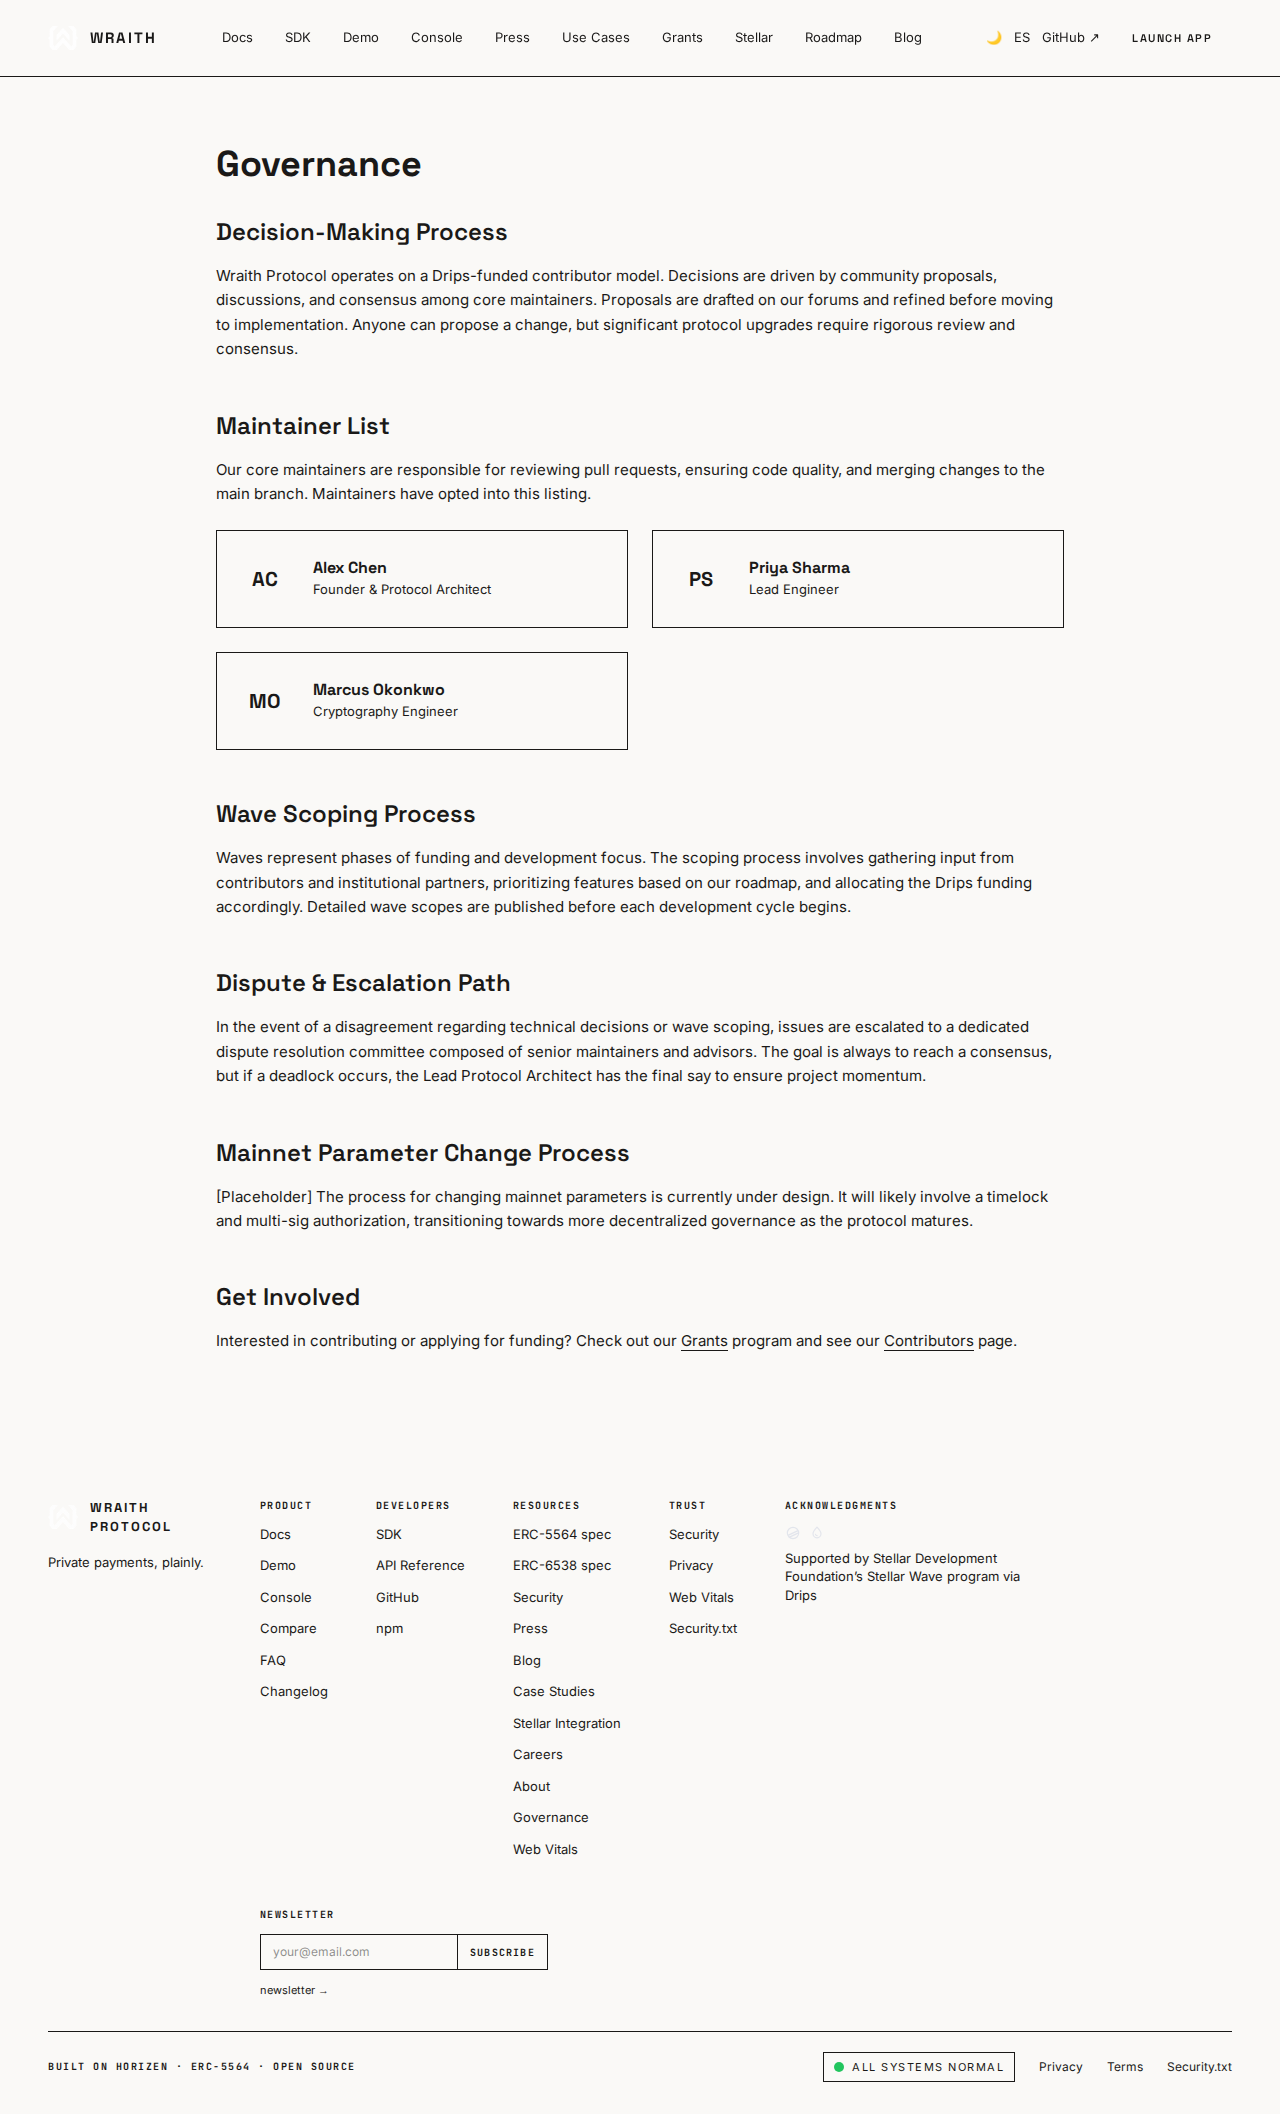 WRAITH
Docs SDK Demo Console Press Use Cases Grants Stellar Roadmap Blog
ES GitHub ↗ LAUNCH APP
Governance
Decision-Making Process
Wraith Protocol operates on a Drips-funded contributor model. Decisions are driven by community proposals,
discussions, and consensus among core maintainers. Proposals are drafted on our forums and refined before moving
to implementation. Anyone can propose a change, but significant protocol upgrades require rigorous review and
consensus.
Maintainer List
Our core maintainers are responsible for reviewing pull requests, ensuring code quality, and merging changes to the
main branch. Maintainers have opted into this listing.
AC
Alex Chen
Founder & Protocol Architect
PS
Priya Sharma
Lead Engineer
MO
Marcus Okonkwo
Cryptography Engineer
Wave Scoping Process
Waves represent phases of funding and development focus. The scoping process involves gathering input from
contributors and institutional partners, prioritizing features based on our roadmap, and allocating the Drips funding
accordingly. Detailed wave scopes are published before each development cycle begins.
Dispute & Escalation Path
In the event of a disagreement regarding technical decisions or wave scoping, issues are escalated to a dedicated
dispute resolution committee composed of senior maintainers and advisors. The goal is always to reach a consensus,
but if a deadlock occurs, the Lead Protocol Architect has the final say to ensure project momentum.
Mainnet Parameter Change Process
[Placeholder] The process for changing mainnet parameters is currently under design. It will likely involve a timelock
and multi-sig authorization, transitioning towards more decentralized governance as the protocol matures.
Get Involved
Interested in contributing or applying for funding? Check out our Grants program and see our Contributors page.
WRAITH
PROTOCOL
Private payments, plainly.
PRODUCT
Docs
Demo
Console
Compare
FAQ
Changelog
DEVELOPERS
SDK
API Reference
GitHub
npm
RESOURCES
ERC-5564 spec
ERC-6538 spec
Security
Press
Blog
Case Studies
Stellar Integration
Careers
About
Governance
Web Vitals
TRUST
Security
Privacy
Web Vitals
Security.txt
ACKNOWLEDGMENTS
Supported by Stellar Development
Foundation's Stellar Wave program via
Drips
NEWSLETTER
your@email.com
SUBSCRIBE
newsletter →
BUILT ON HORIZEN · ERC-5564 · OPEN SOURCE
ALL SYSTEMS NORMAL
Privacy Terms Security.txt